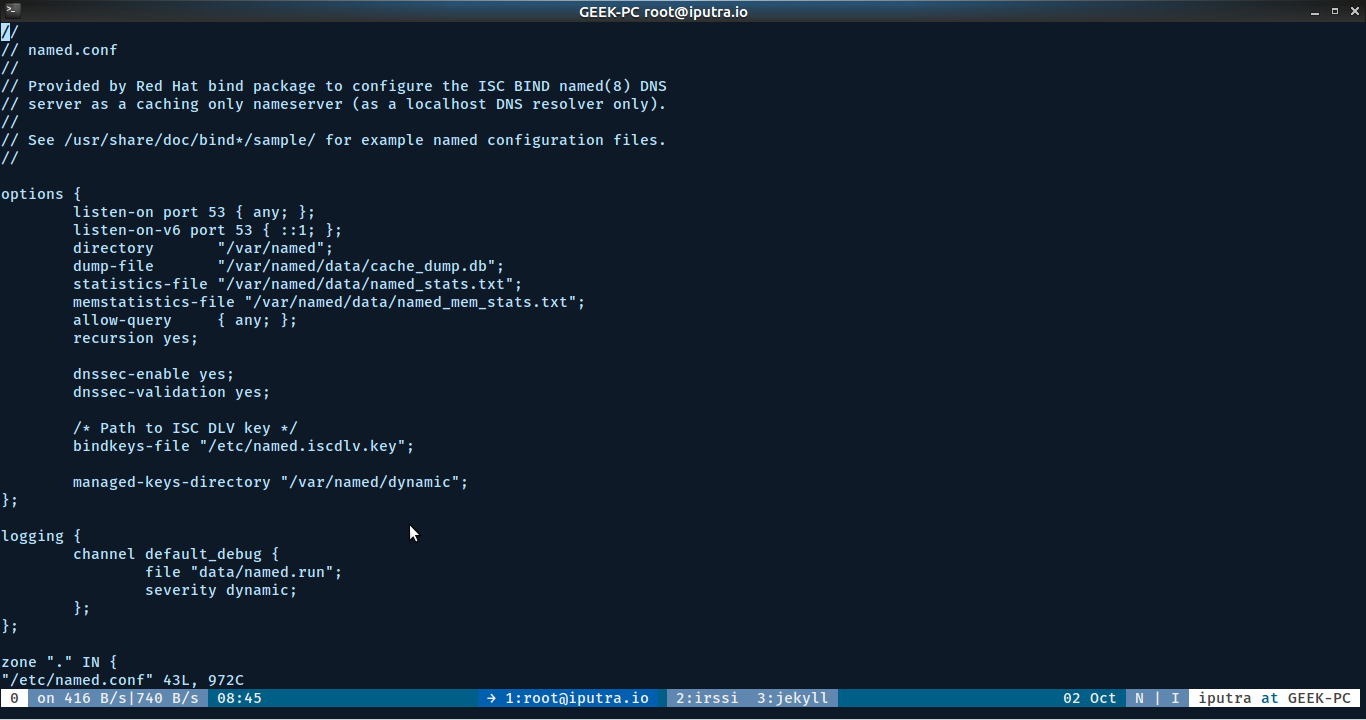 GEEK-PC root@iputra.io
//
// named.conf
//
// Provided by Red Hat bind package to configure the ISC BIND named(8) DNS
// server as a caching only nameserver (as a localhost DNS resolver only).
//
// See /usr/share/doc/bind*/sample/ for example named configuration files.
//
options {
        listen-on port 53 { any; };
        listen-on-v6 port 53 { ::1; };
        directory       "/var/named";
        dump-file       "/var/named/data/cache_dump.db";
        statistics-file "/var/named/data/named_stats.txt";
        memstatistics-file "/var/named/data/named_mem_stats.txt";
        allow-query     { any; };
        recursion yes;
        dnssec-enable yes;
        dnssec-validation yes;
        /* Path to ISC DLV key */
        bindkeys-file "/etc/named.iscdlv.key";
        managed-keys-directory "/var/named/dynamic";
};
logging {
        channel default_debug {
                file "data/named.run";
                severity dynamic;
        };
};
zone "." IN {
"/etc/named.conf" 43L, 972C
0 on 416 B/s|740 B/s 08:45 → 1:root@iputra.io 2:irssi 3:jekyll 02 Oct N | I iputra at GEEK-PC